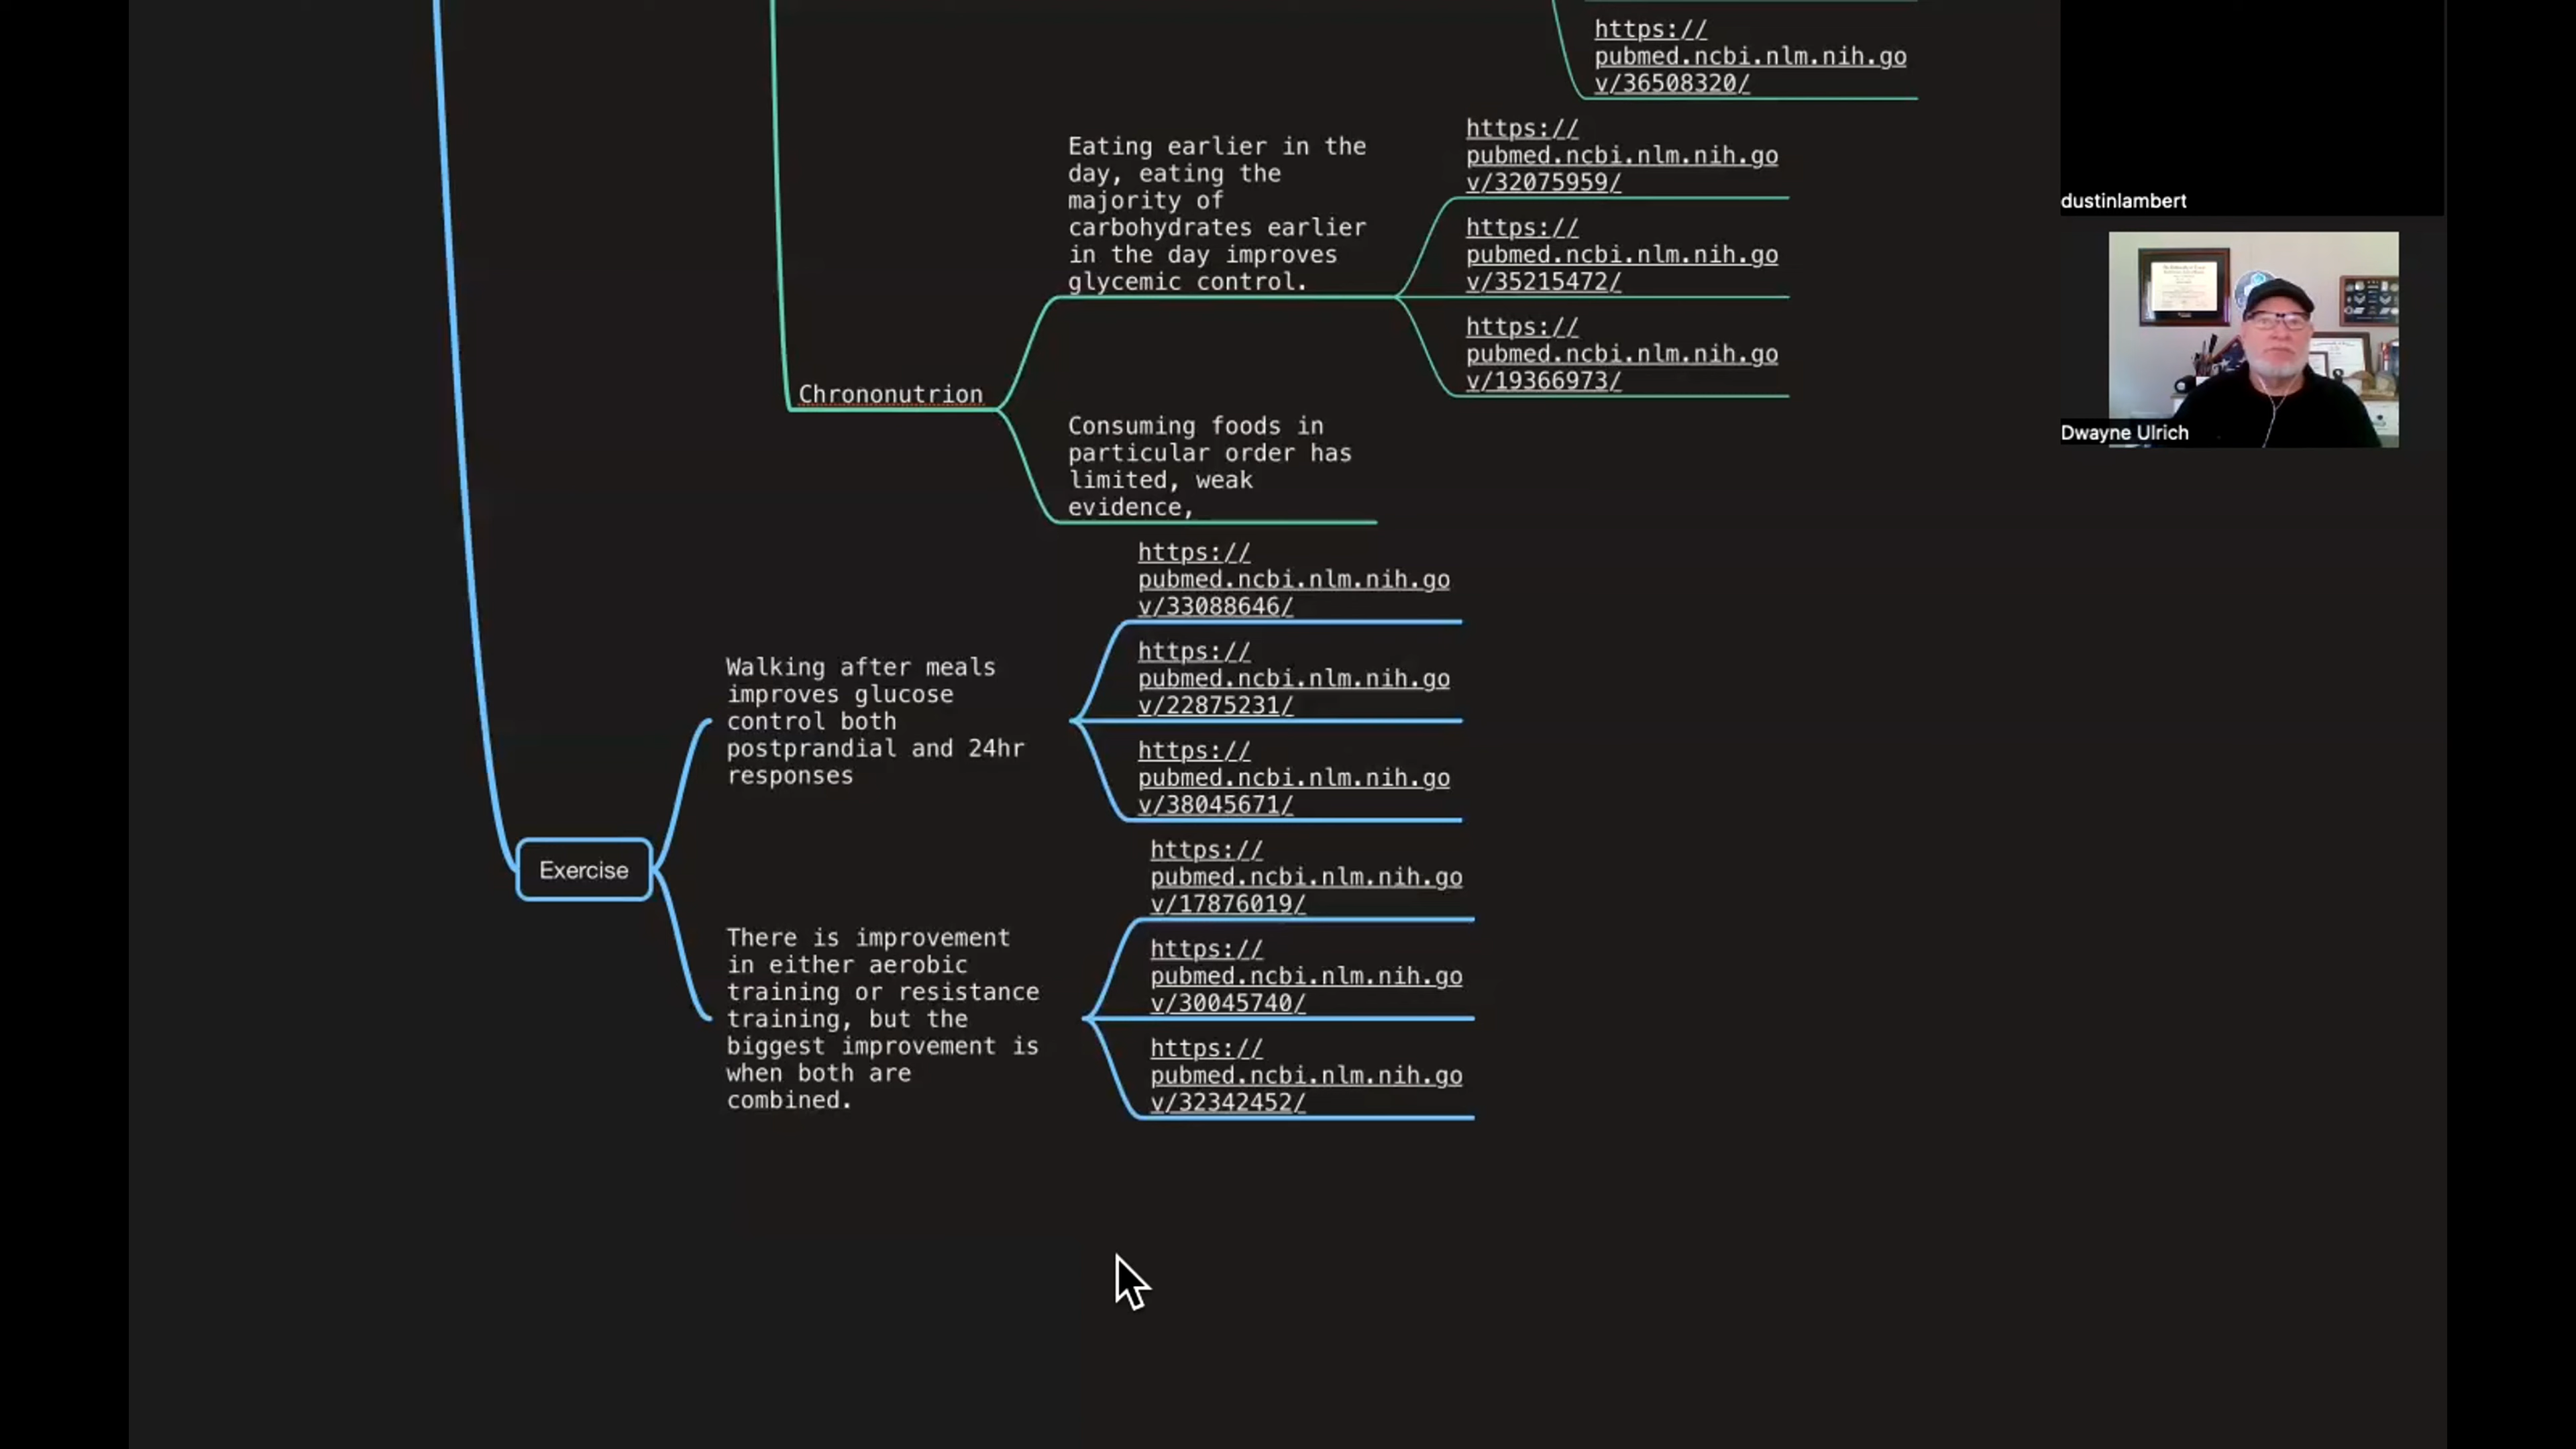 https://
pubmed.ncbi.nlm.nih.go
v/36508320/
Eating earlier in the
day, eating the
majority of
carbohydrates earlier
in the day improves
glycemic control.
https://
pubmed.ncbi.nlm.nih.go
v/32075959/
https://
pubmed.ncbi.nlm.nih.go
v/35215472/
https://
pubmed.ncbi.nlm.nih.go
v/19366973/
Chrononutrion
Consuming foods in
particular order has
limited, weak
evidence,
https://
pubmed.ncbi.nlm.nih.go
v/33088646/
Walking after meals
improves glucose
control both
postprandial and 24hr
responses
https://
pubmed.ncbi.nlm.nih.go
v/22875231/
https://
pubmed.ncbi.nlm.nih.go
v/38045671/
Exercise
There is improvement
in either aerobic
training or resistance
training, but the
biggest improvement is
when both are
combined.
https://
pubmed.ncbi.nlm.nih.go
v/17876019/
https://
pubmed.ncbi.nlm.nih.go
v/30045740/
https://
pubmed.ncbi.nlm.nih.go
v/32342452/
dustinlambert
Dwayne Ulrich